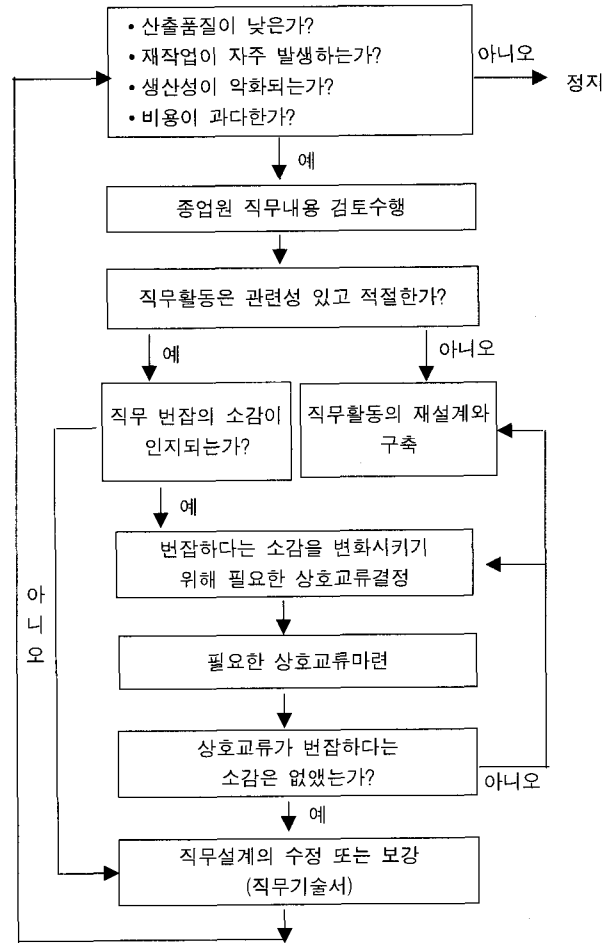 • 산출품질이 낮은가?
• 재작업이 자주 발생하는가?
• 생산성이 악화되는가?
• 비용이 과다한가?
아니오
정지
예
종업원 직무내용 검토수행
직무활동은 관련성 있고 적절한가?
예
아니오
직무 번잡의 소감이
인지되는가?
직무활동의 재설계와
구축
예
번잡하다는 소감을 변화시키기
위해 필요한 상호교류결정
아
니
오
필요한 상호교류마련
상호교류가 번잡하다는
소감은 없앴는가?
아니오
예
직무설계의 수정 또는 보강
(직무기술서)